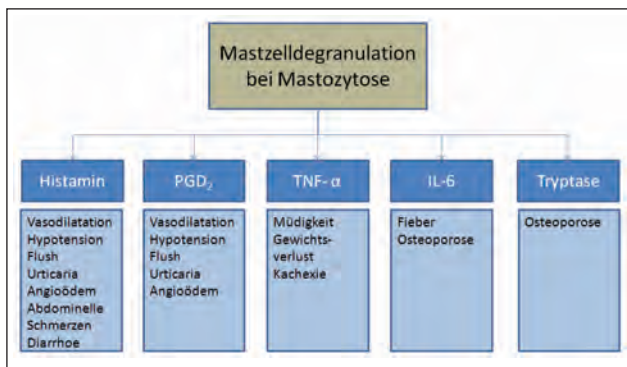 Mastzelldegranulation
bei Mastozytose
Histamin
Vasodilatation
Hypotension
Flush
Urticaria
Angioödem
Abdominelle
Schmerzen
Diarrhoe
PGD₂
Vasodilatation
Hypotension
Flush
Urticaria
Angioödem
TNF- α
Müdigkeit
Gewichts-
verlust
Kachexie
IL-6
Fieber
Osteoporose
Tryptase
Osteoporose